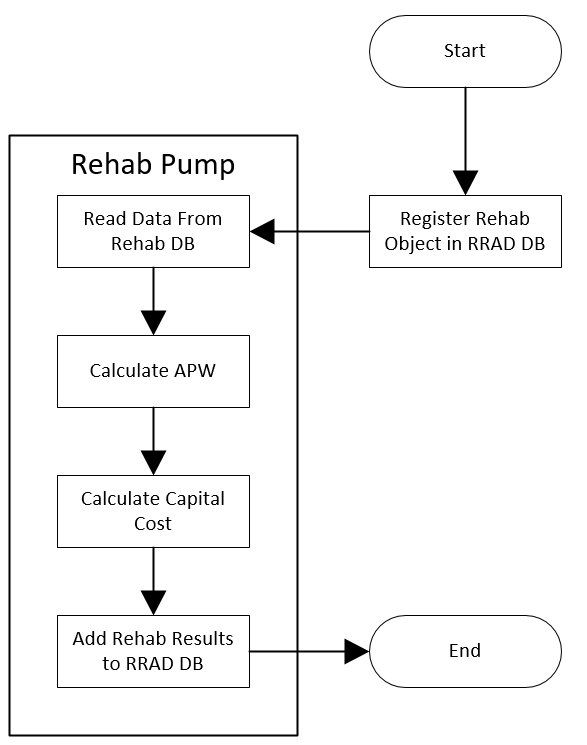 Start
Register Rehab
Object in RRAD DB
Rehab Pump
Read Data From
Rehab DB
Calculate APW
Calculate Capital
Cost
Add Rehab Results
to RRAD DB
End